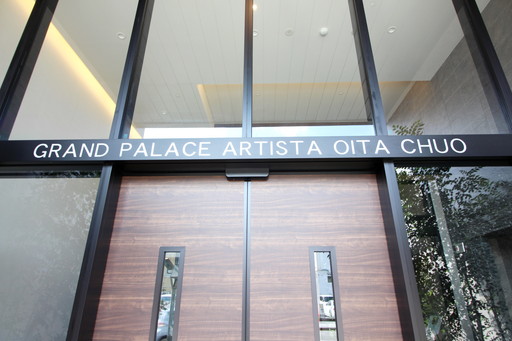 GRAND PALACE ARTISTA OITA CHUO